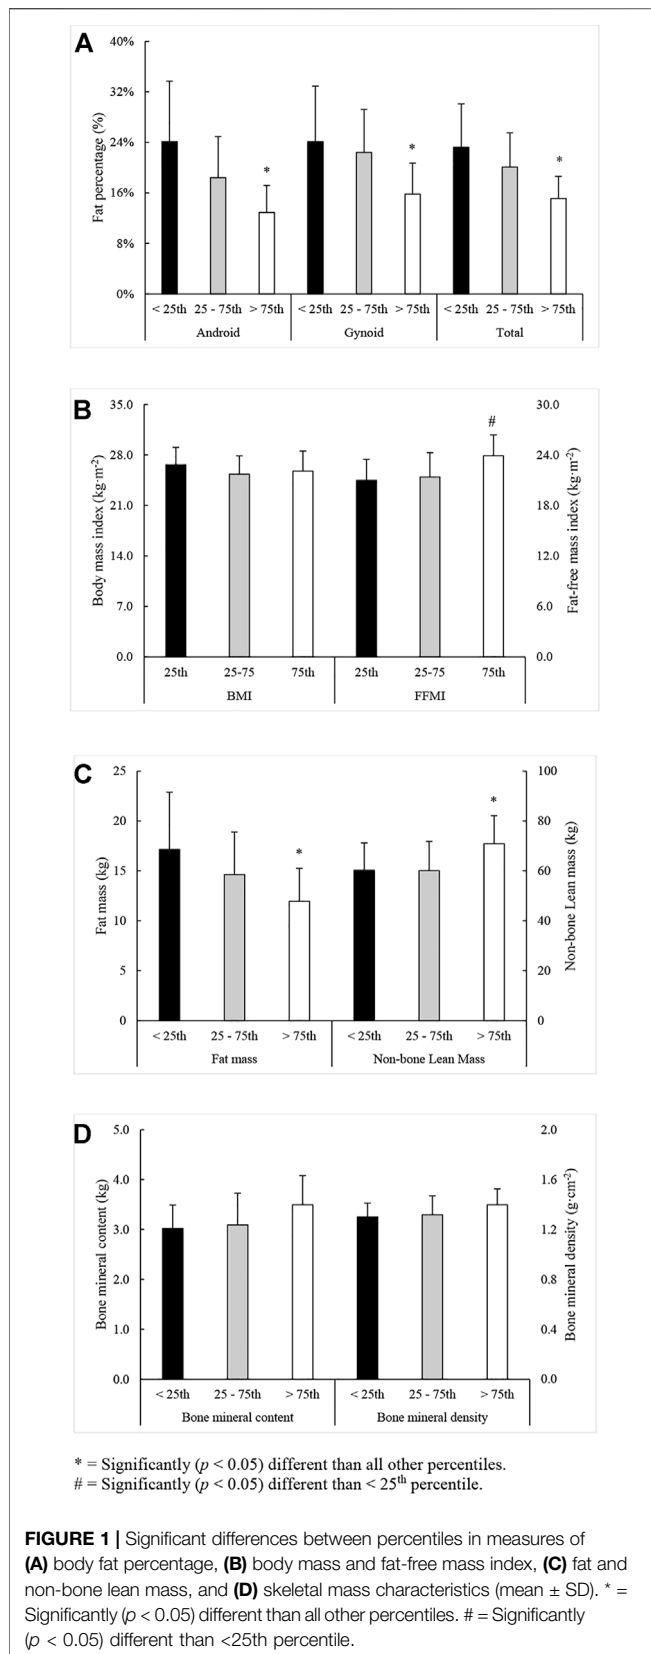 A
40%
32%
24%
16%
8%
0%
Fat percentage (%)
*
*
*
< 25th 25 - 75th > 75th < 25th 25 - 75th > 75th < 25th 25 - 75th > 75th
Android Gynoid Total
B
35.0
28.0
21.0
14.0
7.0
0.0
Body mass index (kg·m-2)
#
30.0
24.0
18.0
12.0
6.0
0.0
Fat-free mass index (kg·m-2)
25th 25-75 75th 25th 25-75 75th
BMI FFMI
C
25
20
15
10
5
0
Fat mass (kg)
*
*
100
80
60
40
20
0
Non-bone Lean mass (kg)
< 25th 25 - 75th > 75th < 25th 25 - 75th > 75th
Fat mass Non-bone Lean Mass
D
5.0
4.0
3.0
2.0
1.0
0.0
Bone mineral content (kg)
2.0
1.6
1.2
0.8
0.4
0.0
Bone mineral density (g·cm-2)
< 25th 25 - 75th > 75th < 25th 25 - 75th > 75th
Bone mineral content Bone mineral density
* = Significantly (p < 0.05) different than all other percentiles.
# = Significantly (p < 0.05) different than < 25th percentile.
FIGURE 1 | Significant differences between percentiles in measures of
(A) body fat percentage, (B) body mass and fat-free mass index, (C) fat and
non-bone lean mass, and (D) skeletal mass characteristics (mean ± SD). * =
Significantly (p < 0.05) different than all other percentiles. # = Significantly
(p < 0.05) different than <25th percentile.